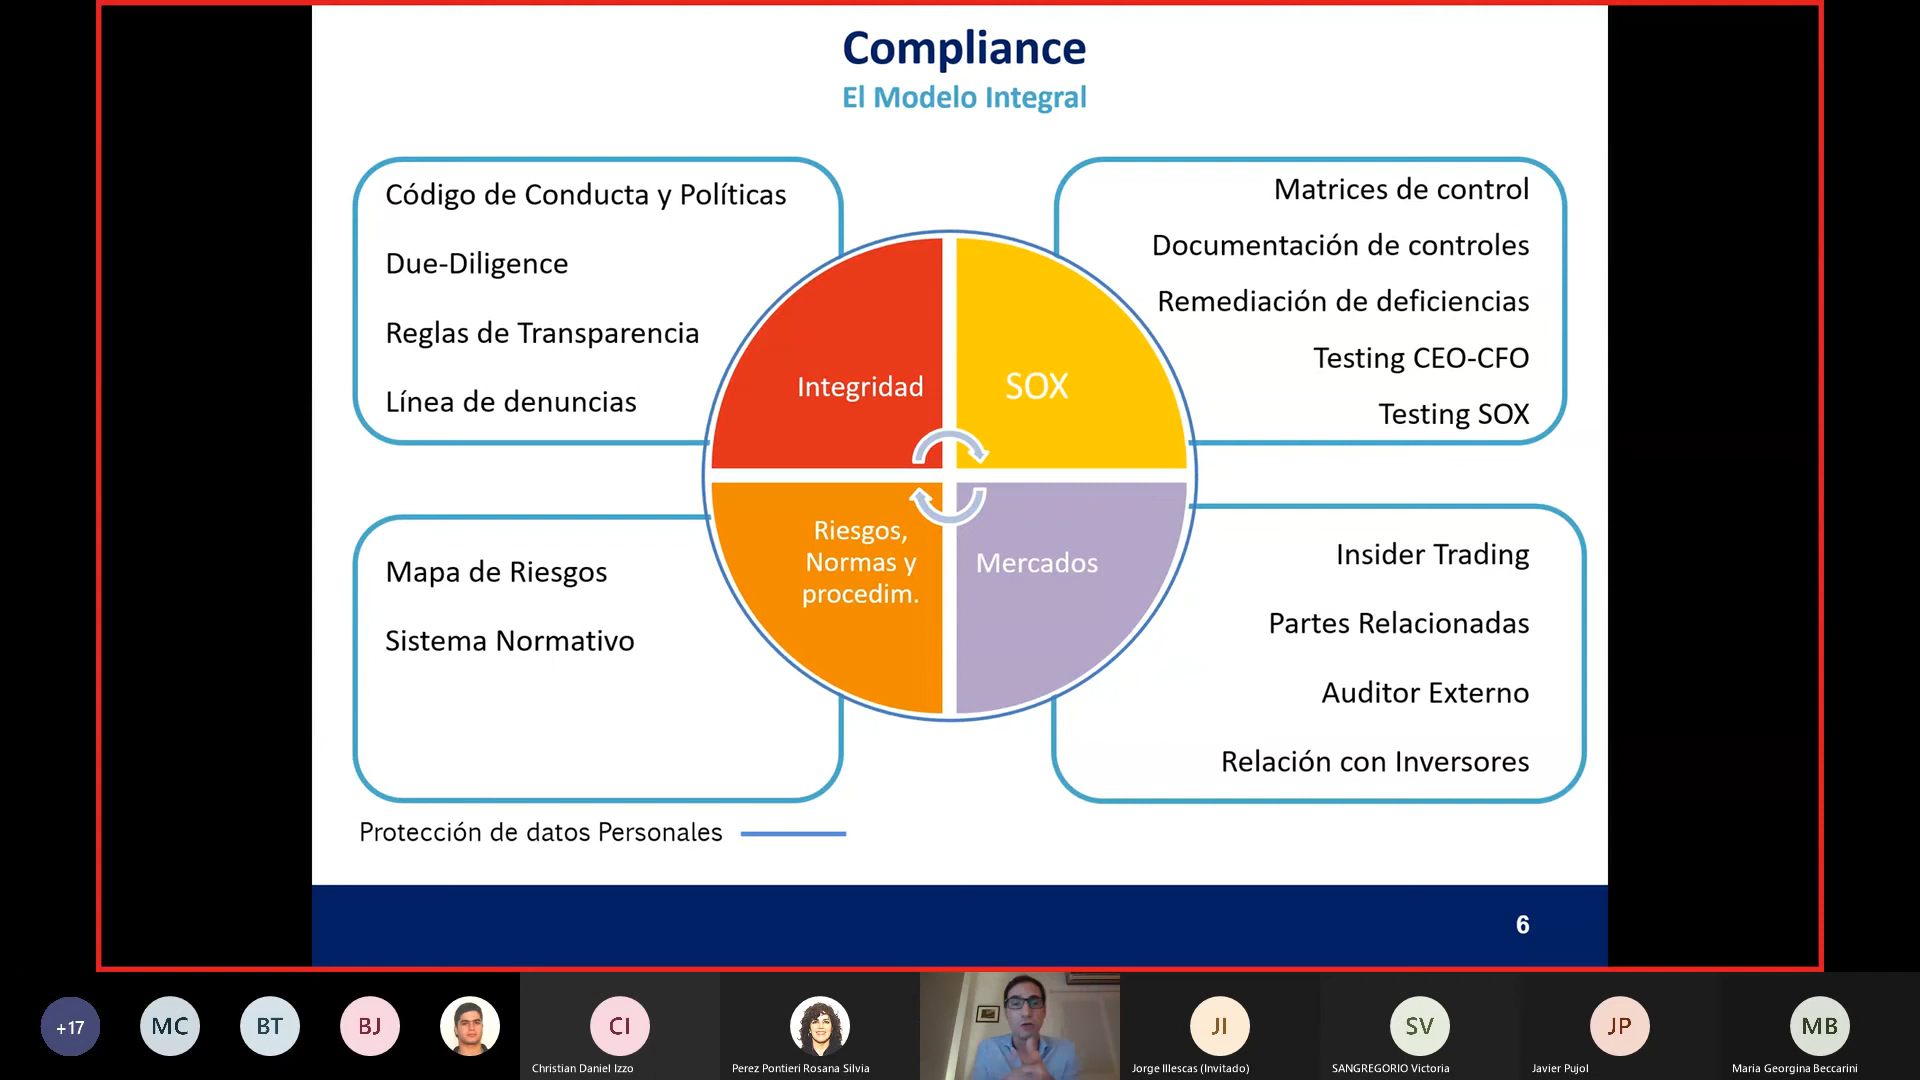 Compliance
El Modelo Integral
Código de Conducta y Políticas
Due-Diligence
Reglas de Transparencia
Línea de denuncias
Matrices de control
Documentación de controles
Remediación de deficiencias
Testing CEO-CFO
Testing SOX
Integridad
SOX
Riesgos,
Normas y
procedim.
Mercados
Mapa de Riesgos
Sistema Normativo
Insider Trading
Partes Relacionadas
Auditor Externo
Relación con Inversores
Protección de datos Personales
6
+17
MC
BT
BJ
CI
Christian Daniel Izzo
Perez Pontieri Rosana Silvia
JI
Jorge Illescas (Invitado)
SV
SANGREGORIO Victoria
JP
Javier Pujol
MB
Maria Georgina Beccarini